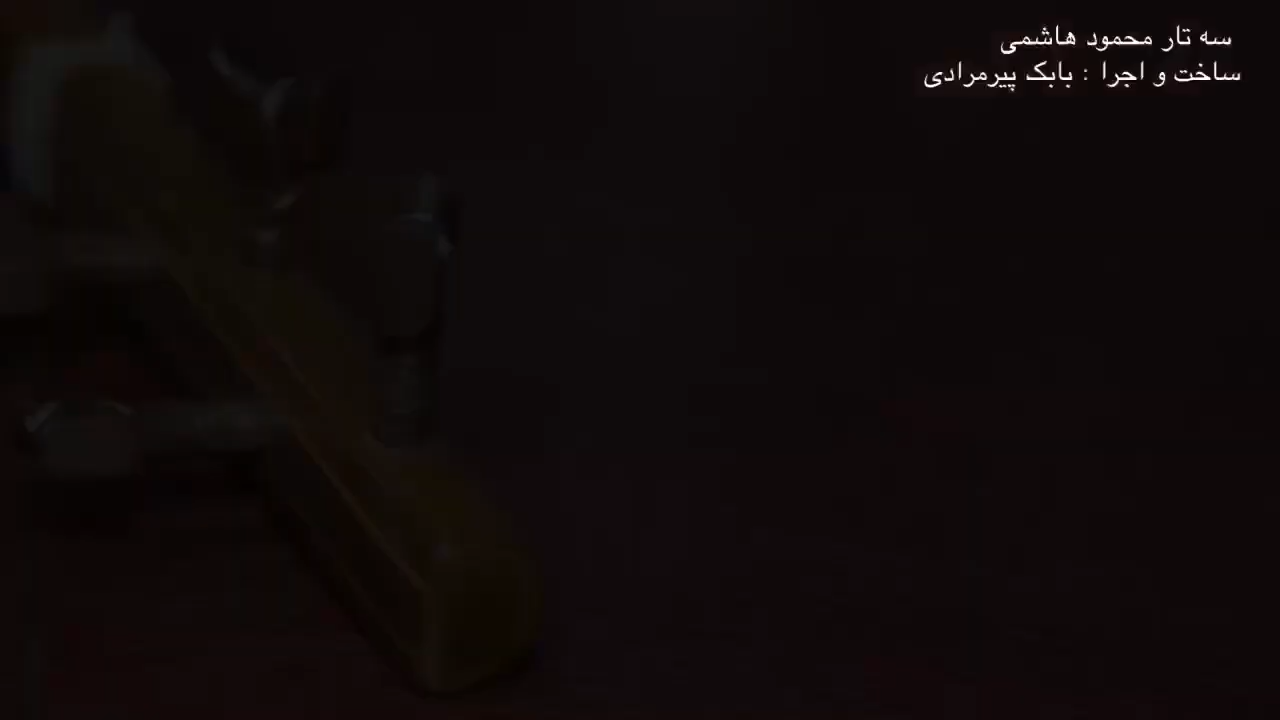 سه تار محمود هاشمی
ساخت و اجرا : بابک پیرمرادی